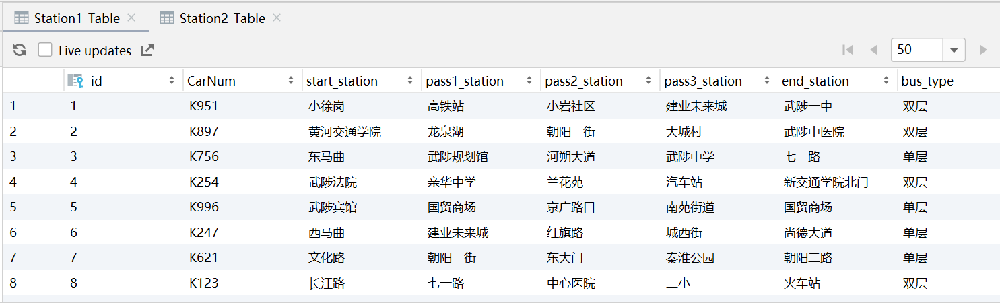 Station1_Table Station2_Table
Live updates 50
id CarNum start_station pass1_station pass2_station pass3_station end_station bus_type
1 1 K951 小徐岗 高铁站 小岩社区 建业未来城 武陟一中 双层
2 2 K897 黄河交通学院 龙泉湖 朝阳一街 大城村 武陟中医院 双层
3 3 K756 东马曲 武陟规划馆 河朔大道 武陟中学 七一路 单层
4 4 K254 武陟法院 亲华中学 兰花苑 汽车站 新交通学院北门 双层
5 5 K996 武陟宾馆 国贸商场 京广路口 南苑街道 国贸商场 单层
6 6 K247 西马曲 建业未来城 红旗路 城西街 尚德大道 单层
7 7 K621 文化路 朝阳一街 东大门 秦淮公园 朝阳二路 单层
8 8 K123 长江路 七一路 中心医院 二小 火车站 双层